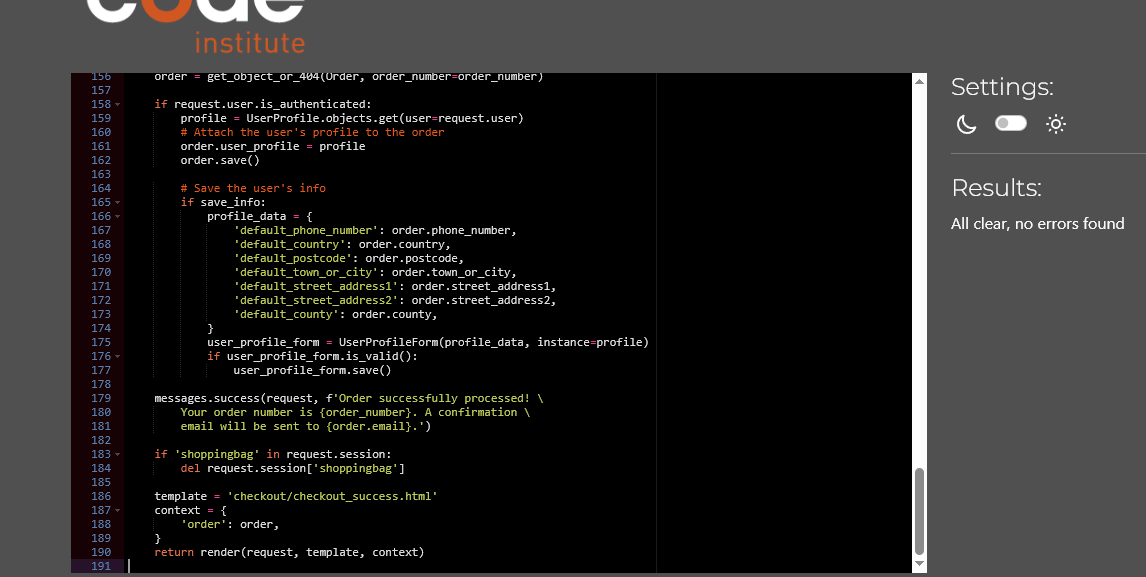 code
institute
156 order = get_object_or_404(Order, order_number=order_number)
157
158 if request.user.is_authenticated:
159 profile = UserProfile.objects.get(user=request.user)
160 # Attach the user's profile to the order
161 order.user_profile = profile
162 order.save()
163
164 # Save the user's info
165 if save_info:
166 profile_data = {
167 'default_phone_number': order.phone_number,
168 'default_country': order.country,
169 'default_postcode': order.postcode,
170 'default_town_or_city': order.town_or_city,
171 'default_street_address1': order.street_address1,
172 'default_street_address2': order.street_address2,
173 'default_county': order.county,
174 }
175 user_profile_form = UserProfileForm(profile_data, instance=profile)
176 if user_profile_form.is_valid():
177 user_profile_form.save()
178
179 messages.success(request, f'Order successfully processed! \
180 Your order number is {order_number}. A confirmation \
181 email will be sent to {order.email}.')
182
183 if 'shoppingbag' in request.session:
184 del request.session['shoppingbag']
185
186 template = 'checkout/checkout_success.html'
187 context = {
188 'order': order,
189 }
190 return render(request, template, context)
191
Settings:
Results:
All clear, no errors found